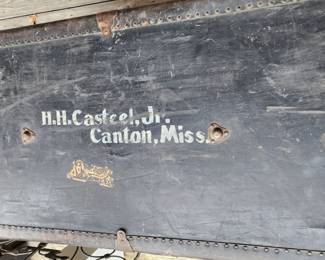 H.H. Casteel, Jr.
Canton, Miss.